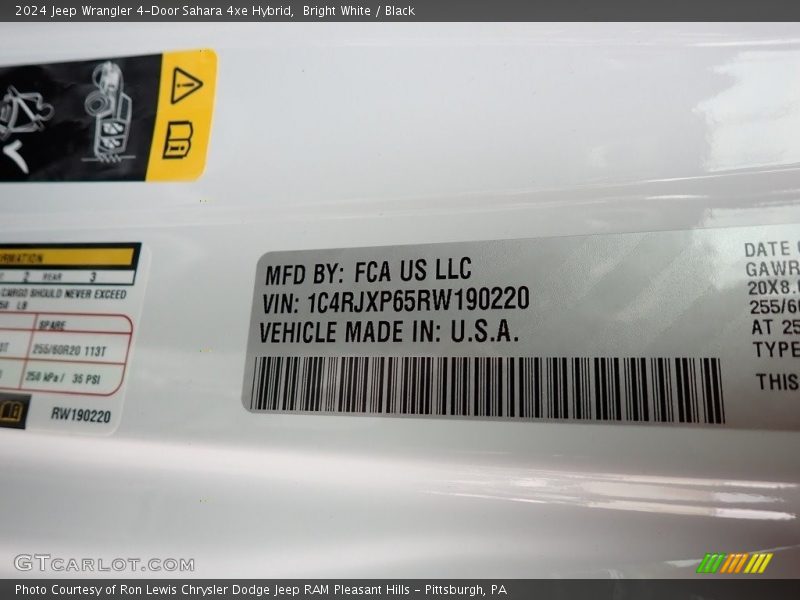 2024 Jeep Wrangler 4-Door Sahara 4xe Hybrid, Bright White / Black
2 REAR 3
CARGO SHOULD NEVER EXCEED
LB
SPARE
255/60R20 113T
250 kPa / 36 PSI
RW190220
MFD BY: FCA US LLC
VIN: 1C4RJXP65RW190220
VEHICLE MADE IN: U.S.A.
DATE
GAWR
20X8.
255/60
AT 25
TYPE
THIS
GTCARLOT.COM
Photo Courtesy of Ron Lewis Chrysler Dodge Jeep RAM Pleasant Hills - Pittsburgh, PA